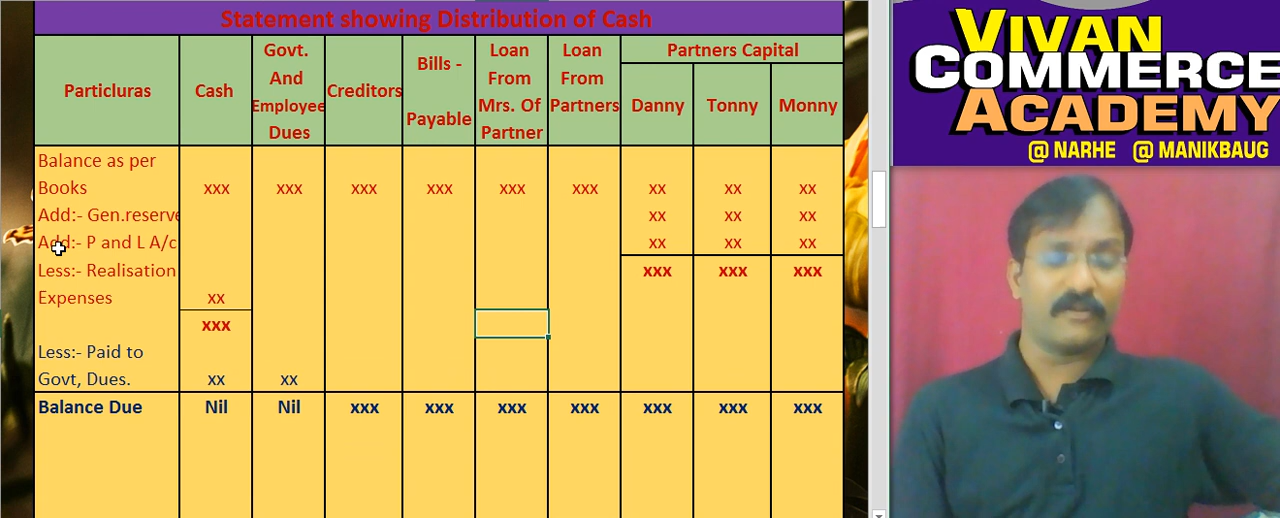 Statement showing Distribution of Cash
Particluras
Cash
Govt.
And
Employee
Dues
Creditors
Bills -
Payable
Loan
From
Mrs. Of
Partner
Loan
From
Partners
Partners Capital
Danny
Tonny
Monny
Balance as per
Books xxx xxx xxx xxx xxx xxx xx xx xx
Add:- Gen.reserve xx xx xx
Add:- P and L A/c xx xx xx
Less:- Realisation xxx xxx xxx
Expenses xx
xxx
Less:- Paid to
Govt, Dues. xx xx
Balance Due Nil Nil xxx xxx xxx xxx xxx xxx xxx
VIVAN
COMMERCE
ACADEMY
@ NARHE @ MANIKBAUG